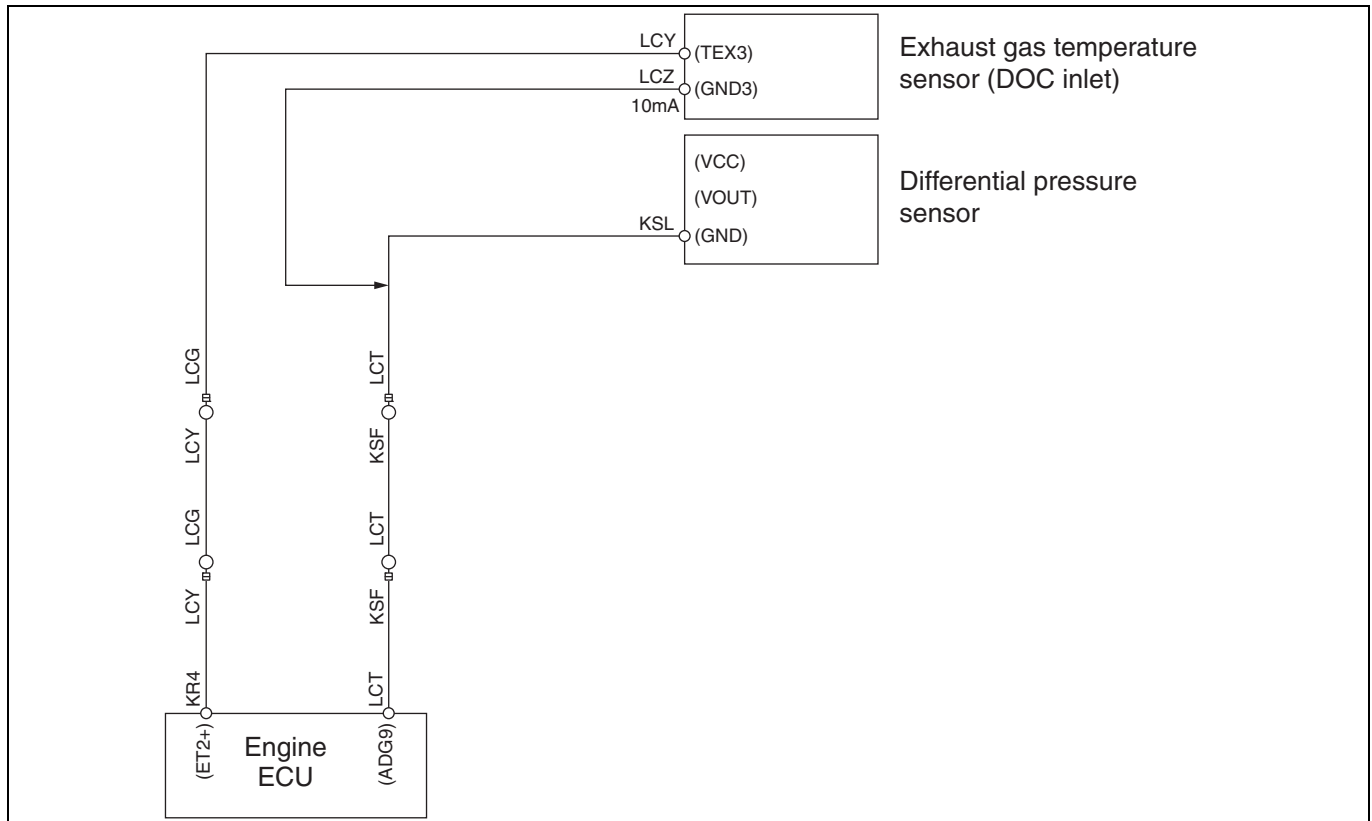 LCY
(TEX3)
Exhaust gas temperature
sensor (DOC inlet)
LCZ
(GND3)
10mA
(VCC)
(VOUT)
Differential pressure
sensor
KSL
(GND)
LCG
LCT
LCY
KSF
LCG
LCT
LCY
KSF
KR4
LCT
(ET2+)
Engine
ECU
(ADG9)